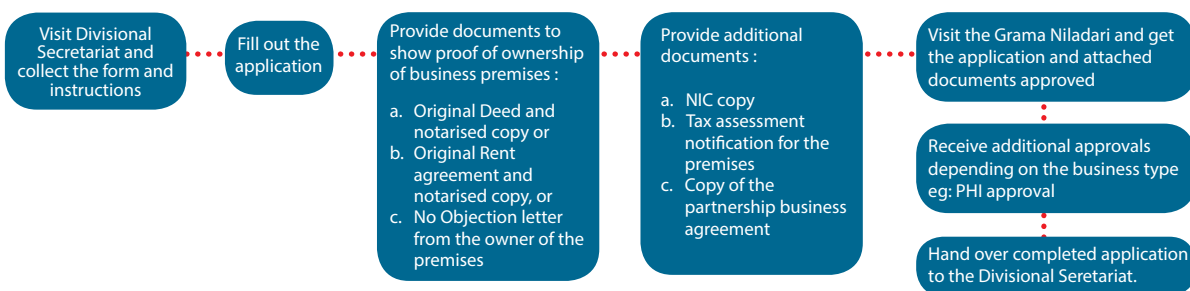 Visit Divisional
Secretariat and
collect the form and
instructions
Fill out the
application
Provide documents to
show proof of ownership
of business premises :
a. Original Deed and
notarised copy or
b. Original Rent
agreement and
notarised copy, or
c. No Objection letter
from the owner of the
premises
Provide additional
documents :
a. NIC copy
b. Tax assessment
notification for the
premises
c. Copy of the
partnership business
agreement
Visit the Grama Niladari and get
the application and attached
documents approved
Receive additional approvals
depending on the business type
eg: PHI approval
Hand over completed application
to the Divisional Seretariat.